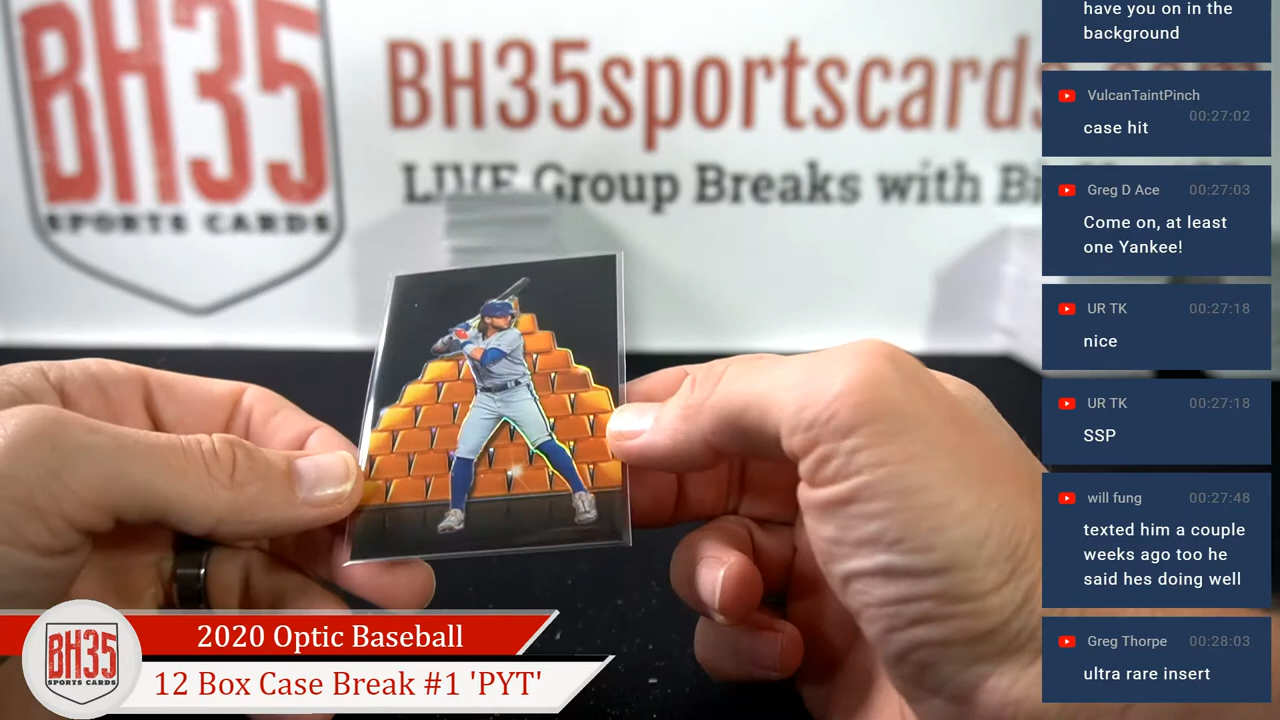 BH35
SPORTS CARDS
BH35sportscards.com
LIVE Group Breaks with
have you on in the
background
VulcanTaintPinch
00:27:02
case hit
Greg D Ace 00:27:03
Come on, at least
one Yankee!
UR TK 00:27:18
nice
UR TK 00:27:18
SSP
will fung 00:27:48
texted him a couple
weeks ago too he
said hes doing well
Greg Thorpe 00:28:03
ultra rare insert
BH35
SPORTS CARDS
2020 Optic Baseball
12 Box Case Break #1 'PYT'